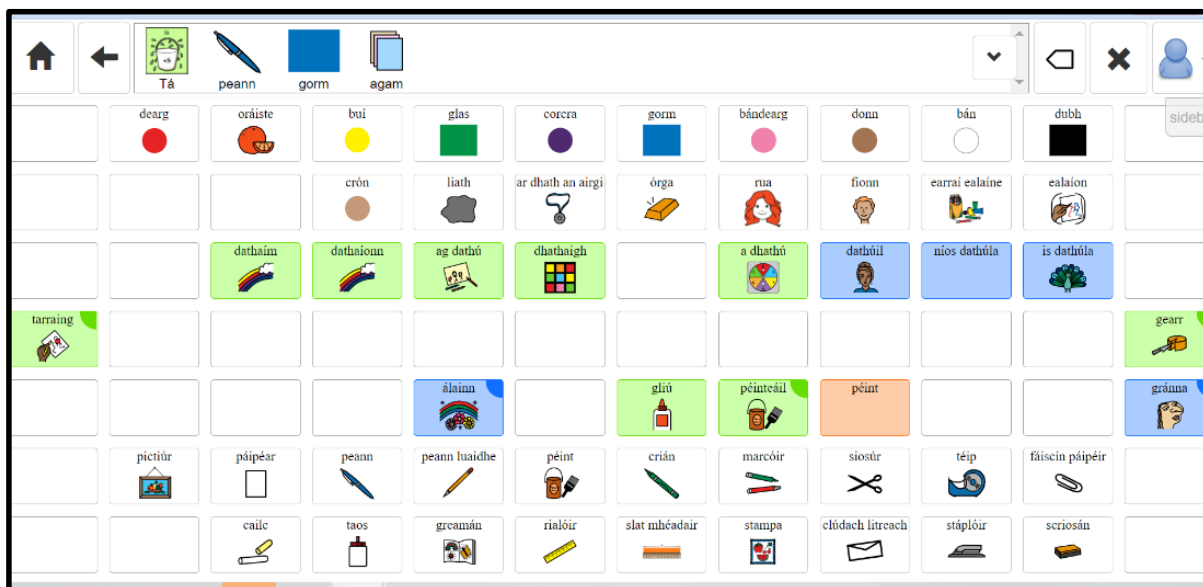 Tá peann gorm agam
sideb
dearg oráiste buí glas corcra gorm bándearg donn bán dubh
crón liath ar dhath an airgi órga rua fionn earraí ealaíne ealaíon
dathaím dathaíonn ag dathú dhathaigh a dhathú dathúil níos dathúla is dathúla
tarraing gearr
álainn gliú péinteáil péint gránna
pictiúr páipéar peann peann luaidhe péint crián marcóir siosúr téip fáiscín páipéir
cailc taos greamán rialóir slat mhéadair stampa clúdach litreach stáplóir scriosán